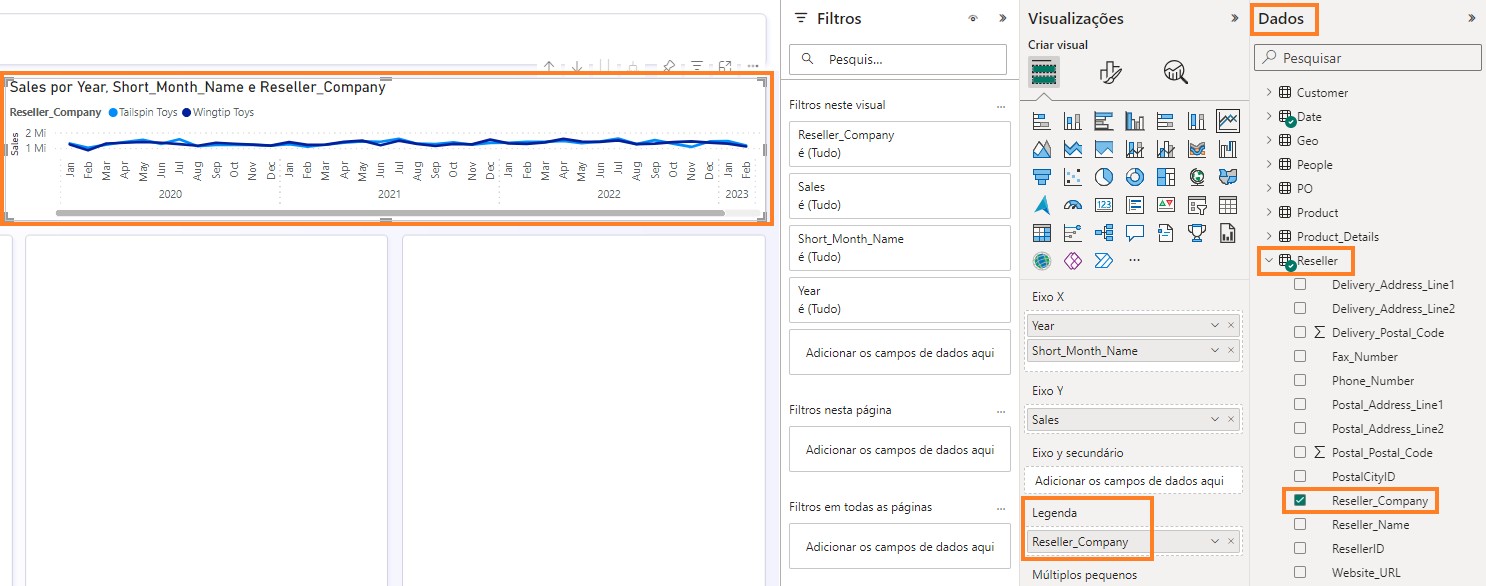 Sales por Year, Short_Month_Name e Reseller_Company
Reseller_Company Tailspin Toys Wingtip Toys
Sales
2 Mi
1 Mi
Jan Feb Mar Apr May Jun Jul Aug Sep Oct Nov Dec Jan Feb Mar Apr May Jun Jul Aug Sep Oct Nov Dec Jan Feb Mar Apr May Jun Jul Aug Sep Oct Nov Dec Jan Feb
2020 2021 2022 2023
Filtros
Pesquis...
Filtros neste visual
Reseller_Company
é (Tudo)
Sales
é (Tudo)
Short_Month_Name
é (Tudo)
Year
é (Tudo)
Adicionar os campos de dados aqui
Filtros nesta página
Adicionar os campos de dados aqui
Filtros em todas as páginas
Adicionar os campos de dados aqui
Visualizações
Criar visual
123
Eixo X
Year
Short_Month_Name
Eixo Y
Sales
Eixo y secundário
Adicionar os campos de dados aqui
Legenda
Reseller_Company
Múltiplos pequenos
Dados
Pesquisar
Customer
Date
Geo
People
PO
Product
Product_Details
Reseller
Delivery_Address_Line1
Delivery_Address_Line2
Delivery_Postal_Code
Fax_Number
Phone_Number
Postal_Address_Line1
Postal_Address_Line2
Postal_Postal_Code
PostalCityID
Reseller_Company
Reseller_Name
ResellerID
Website_URL